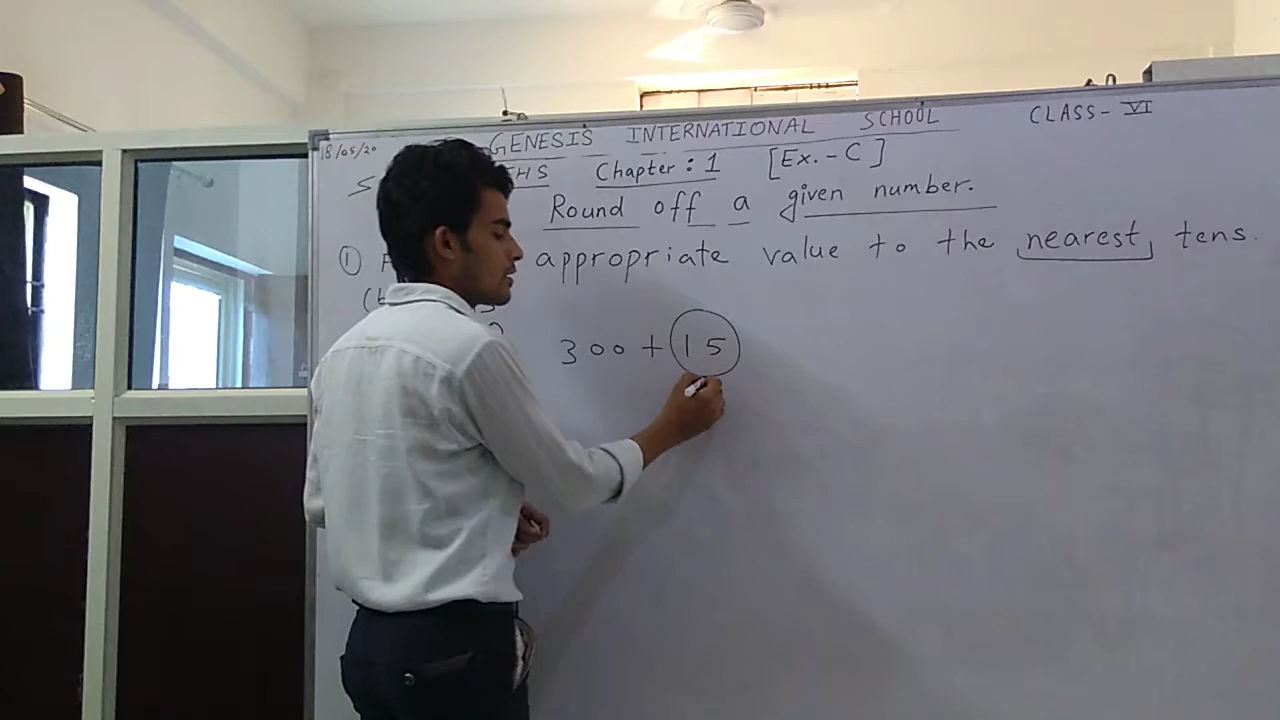 18/05/20 GENESIS INTERNATIONAL SCHOOL CLASS-VI
Chapter : 1 [Ex.-C]
Round off a given number.
① appropriate value to the nearest tens.
300+15